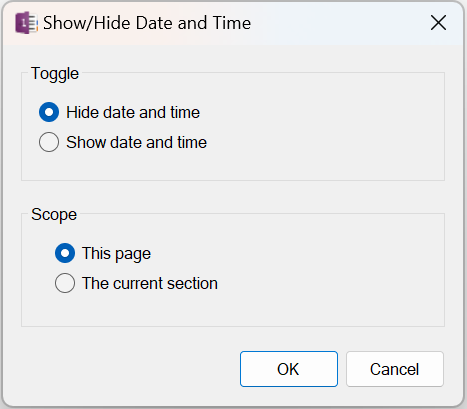 Show/Hide Date and Time
Toggle
Hide date and time
Show date and time
Scope
This page
The current section
OK Cancel